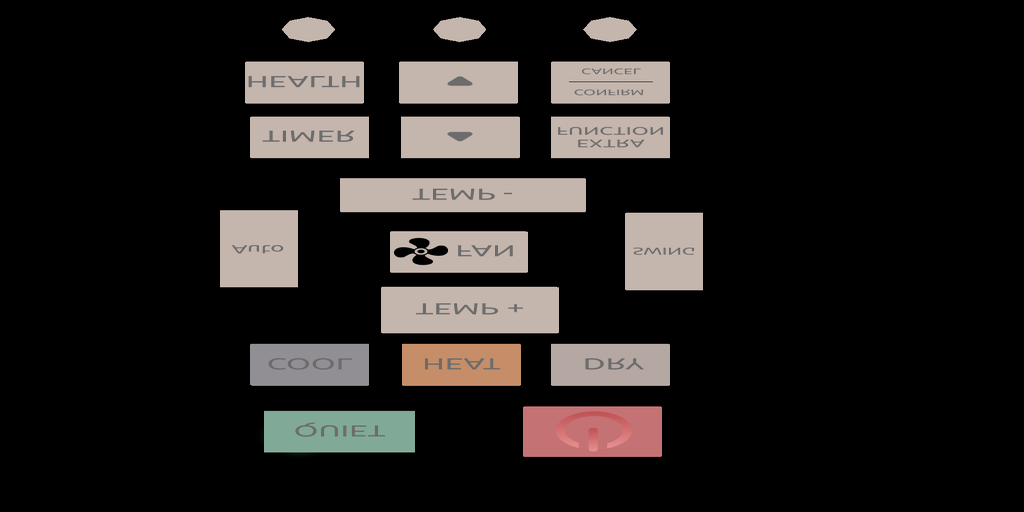 QUIET
COOL
HEAT
DRY
TEMP +
Auto
FAN
SWING
TEMP -
TIMER
EXTRA
FUNCTION
HEALTH
CONFIRM
CANCEL